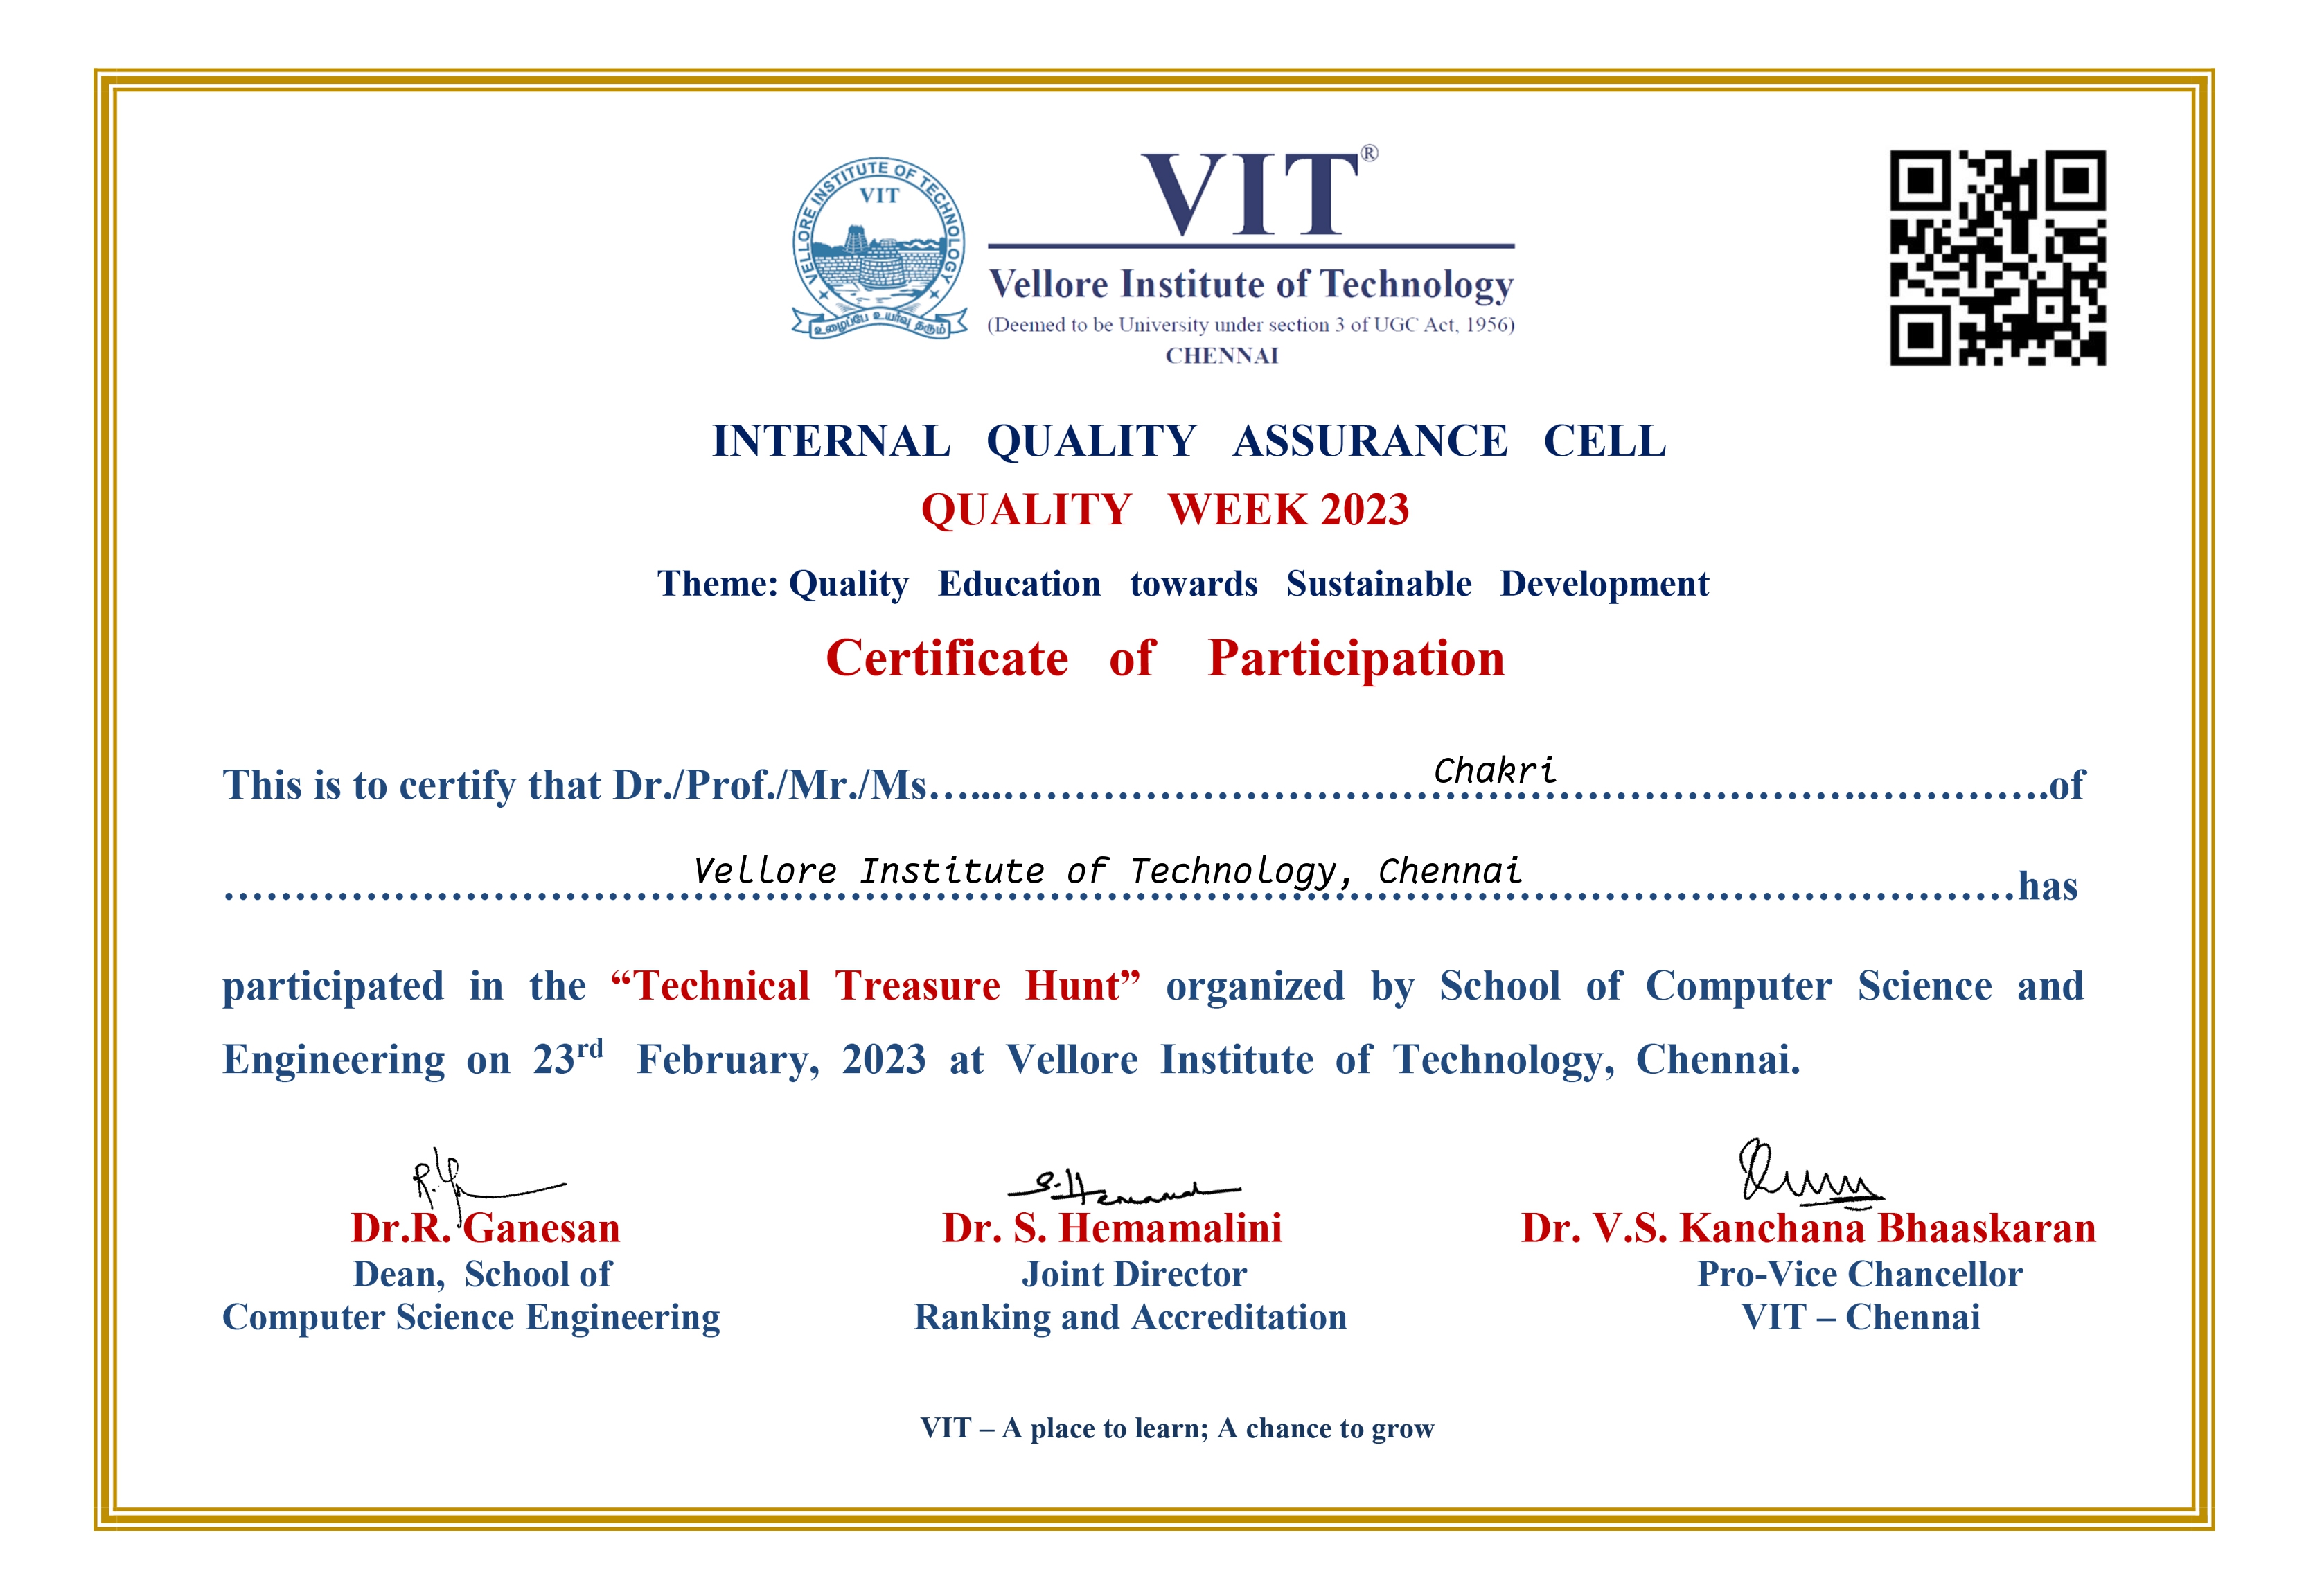 VELLORE INSTITUTE OF TECHNOLOGY
VIT
உழைப்பே உயர்வு தரும்
VIT®
Vellore Institute of Technology
(Deemed to be University under section 3 of UGC Act, 1956)
CHENNAI
INTERNAL QUALITY ASSURANCE CELL
QUALITY WEEK 2023
Theme: Quality Education towards Sustainable Development
Certificate of Participation
Chakri
This is to certify that Dr./Prof./Mr./Ms…...……………………………………………………..………….of
Vellore Institute of Technology, Chennai
………………………………………………………………………………………………………………has
participated in the “Technical Treasure Hunt” organized by School of Computer Science and
Engineering on 23rd February, 2023 at Vellore Institute of Technology, Chennai.
S. Hemamal
Dr.R. Ganesan Dr. S. Hemamalini Dr. V.S. Kanchana Bhaaskaran
Dean, School of Joint Director Pro-Vice Chancellor
Computer Science Engineering Ranking and Accreditation VIT – Chennai
VIT – A place to learn; A chance to grow